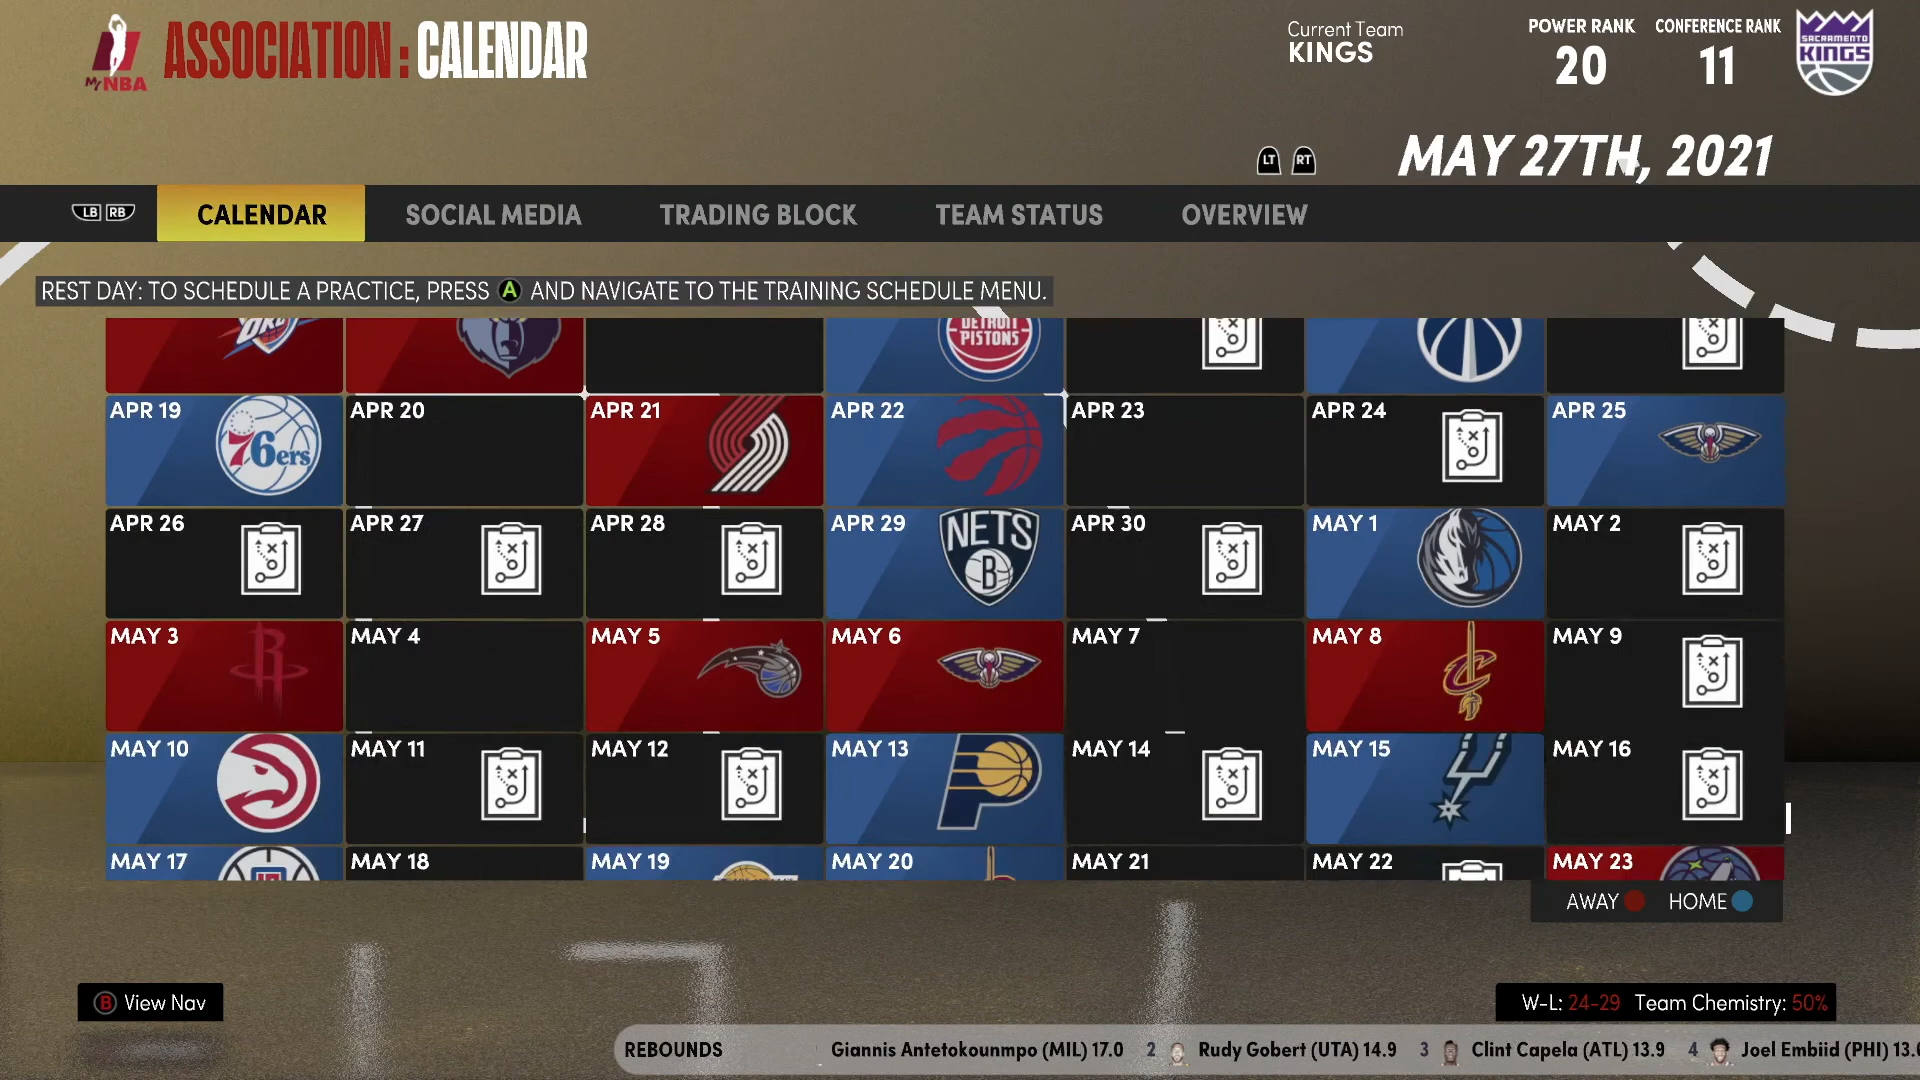 MyNBA
ASSOCIATION : CALENDAR
Current Team
KINGS
POWER RANK
20
CONFERENCE RANK
11
SACRAMENTO
KINGS
LT RT
MAY 27TH, 2021
LB RB
CALENDAR
SOCIAL MEDIA
TRADING BLOCK
TEAM STATUS
OVERVIEW
REST DAY: TO SCHEDULE A PRACTICE, PRESS A AND NAVIGATE TO THE TRAINING SCHEDULE MENU.
OKC
DETROIT
PISTONS
APR 19
76ers
APR 20
APR 21
APR 22
APR 23
APR 24
APR 25
APR 26
APR 27
APR 28
APR 29
NETS
B
APR 30
MAY 1
MAY 2
MAY 3
R
MAY 4
MAY 5
MAY 6
MAY 7
MAY 8
C
MAY 9
MAY 10
MAY 11
MAY 12
MAY 13
P
MAY 14
MAY 15
MAY 16
MAY 17
MAY 18
MAY 19
MAY 20
MAY 21
MAY 22
MAY 23
AWAY
HOME
B View Nav
W-L: 24-29 Team Chemistry: 50%
REBOUNDS Giannis Antetokounmpo (MIL) 17.0 2 Rudy Gobert (UTA) 14.9 3 Clint Capela (ATL) 13.9 4 Joel Embiid (PHI)